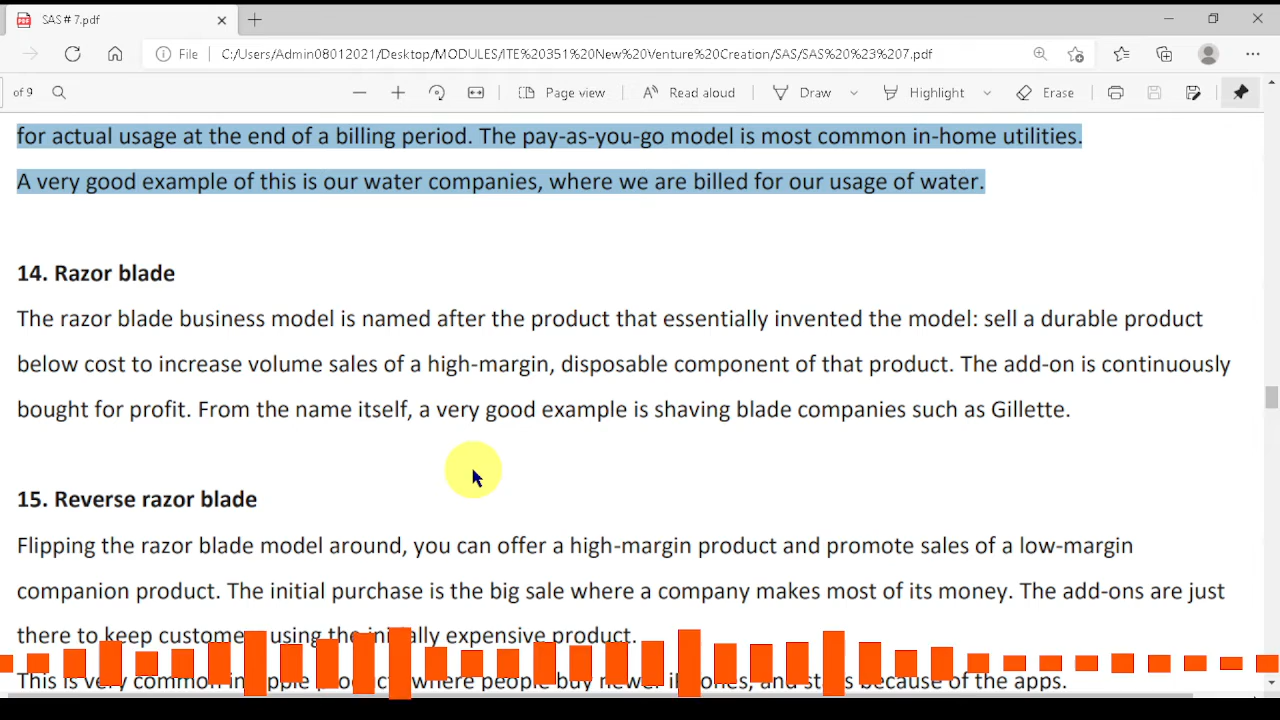 SAS # 7.pdf
File
C:/Users/Admin08012021/Desktop/MODULES/ITE%20351%20New%20Venture%20Creation/SAS/SAS%20%23%207.pdf
of 9
Page view
Read aloud
Draw
Highlight
Erase
for actual usage at the end of a billing period. The pay-as-you-go model is most common in-home utilities.
A very good example of this is our water companies, where we are billed for our usage of water.
14. Razor blade
The razor blade business model is named after the product that essentially invented the model: sell a durable product
below cost to increase volume sales of a high-margin, disposable component of that product. The add-on is continuously
bought for profit. From the name itself, a very good example is shaving blade companies such as Gillette.
15. Reverse razor blade
Flipping the razor blade model around, you can offer a high-margin product and promote sales of a low-margin
companion product. The initial purchase is the big sale where a company makes most of its money. The add-ons are just
there to keep using the expensive product.
This is very common in where people buy newer and because of the apps.